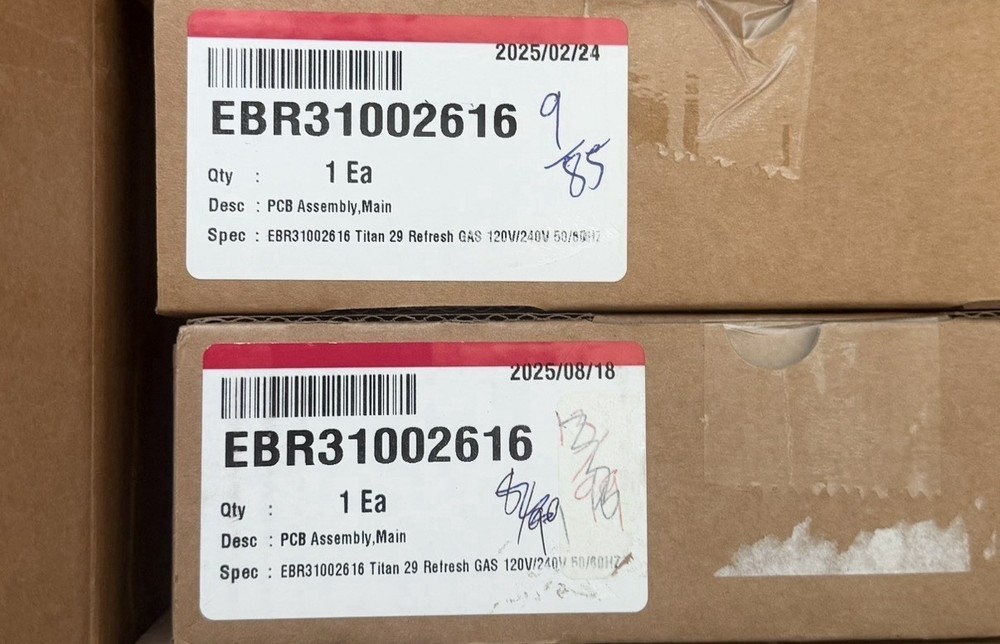 2025/02/24
EBR31002616
9
85
Qty : 1 Ea
Desc : PCB Assembly,Main
Spec : EBR31002616 Titan 29 Refresh GAS 120V/240V 50/60HZ
2025/08/18
EBR31002616
Qty : 1 Ea
Desc : PCB Assembly,Main
Spec : EBR31002616 Titan 29 Refresh GAS 120V/240V 50/60HZ